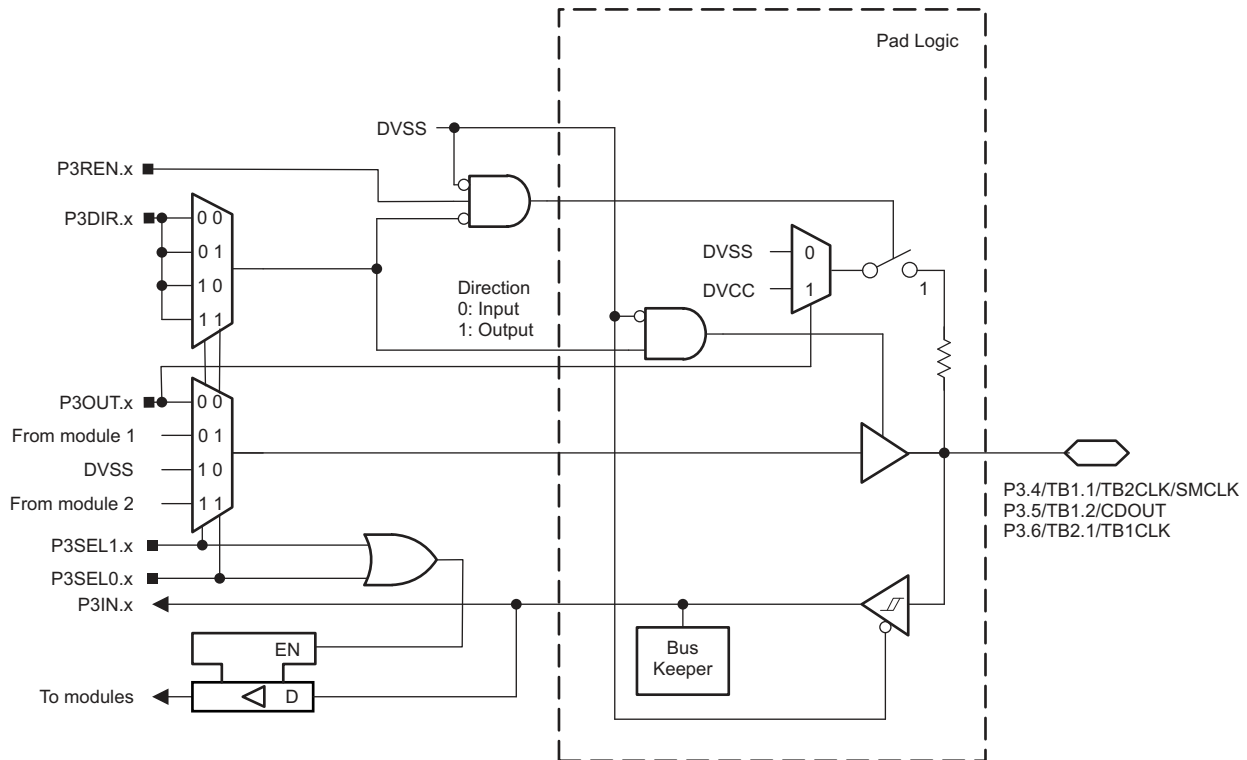 Pad Logic
DVSS
P3REN.x
P3DIR.x
0 0
0 1
1 0
1 1
Direction
0: Input
1: Output
DVSS
0
DVCC
1
1
P3OUT.x
0 0
From module 1
0 1
DVSS
1 0
From module 2
1 1
P3.4/TB1.1/TB2CLK/SMCLK
P3.5/TB1.2/CDOUT
P3.6/TB2.1/TB1CLK
P3SEL1.x
P3SEL0.x
P3IN.x
EN
Bus
Keeper
To modules
D